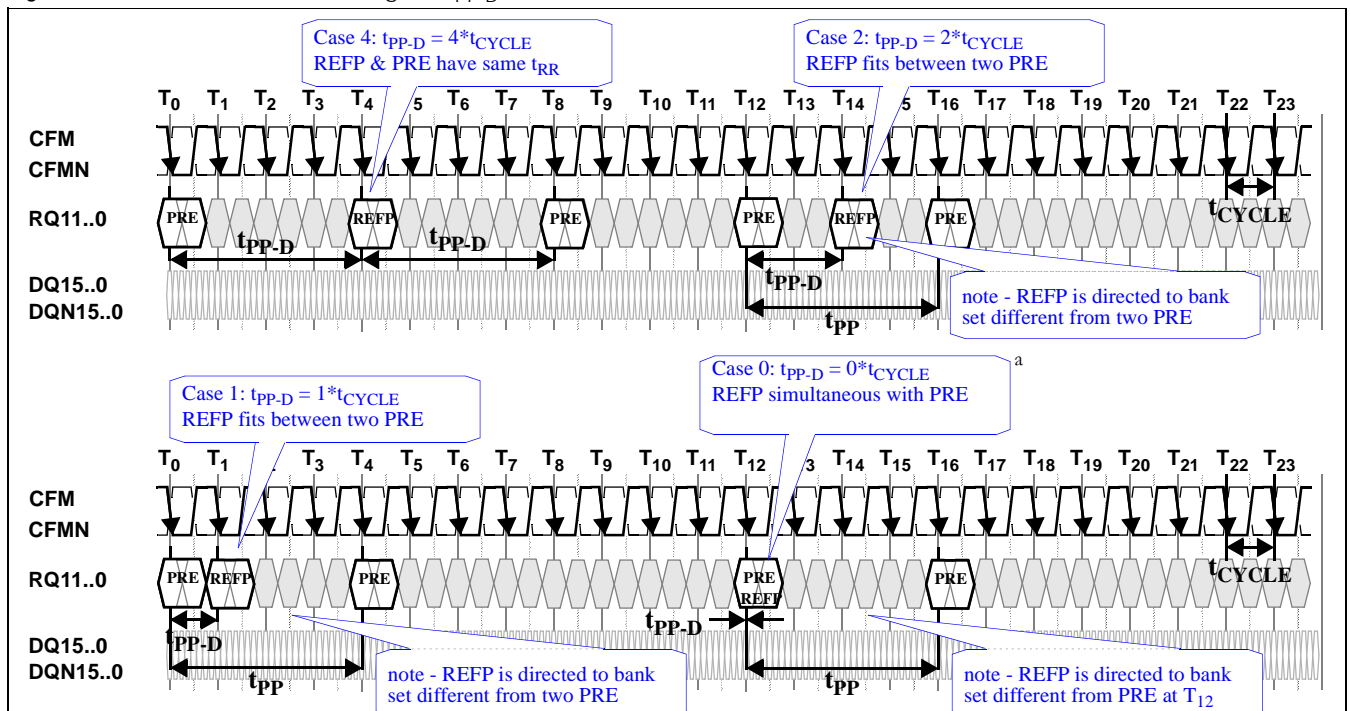 Case 4: tPP-D = 4*tCYCLE
REFP & PRE have same tRR
Case 2: tPP-D = 2*tCYCLE
REFP fits between two PRE
T0 T1 T2 T3 T4 5 T6 T7 T8 T9 T10 T11 T12 T13 T14 5 T16 T17 T18 T19 T20 T21 T22 T23
CFM
CFMN
RQ11..0 PRE REFP PRE PRE REFP PRE tCYCLE
tPP-D tPP-D tPP-D
DQ15..0
DQN15..0
tPP
note - REFP is directed to bank
set different from two PRE
Case 1: tPP-D = 1*tCYCLE
REFP fits between two PRE
Case 0: tPP-D = 0*tCYCLE
REFP simultaneous with PRE
a
T0 T1 T3 T4 T5 T6 T7 T8 T9 T10 T11 T12 3 T14 T15 T16 T17 T18 T19 T20 T21 T22 T23
CFM
CFMN
RQ11..0 PRE REFP PRE PRE REFP PRE tCYCLE
tPP-D tPP-D
DQ15..0
DQN15..0
tPP tPP
note - REFP is directed to bank
set different from two PRE
note - REFP is directed to bank
set different from PRE at T12